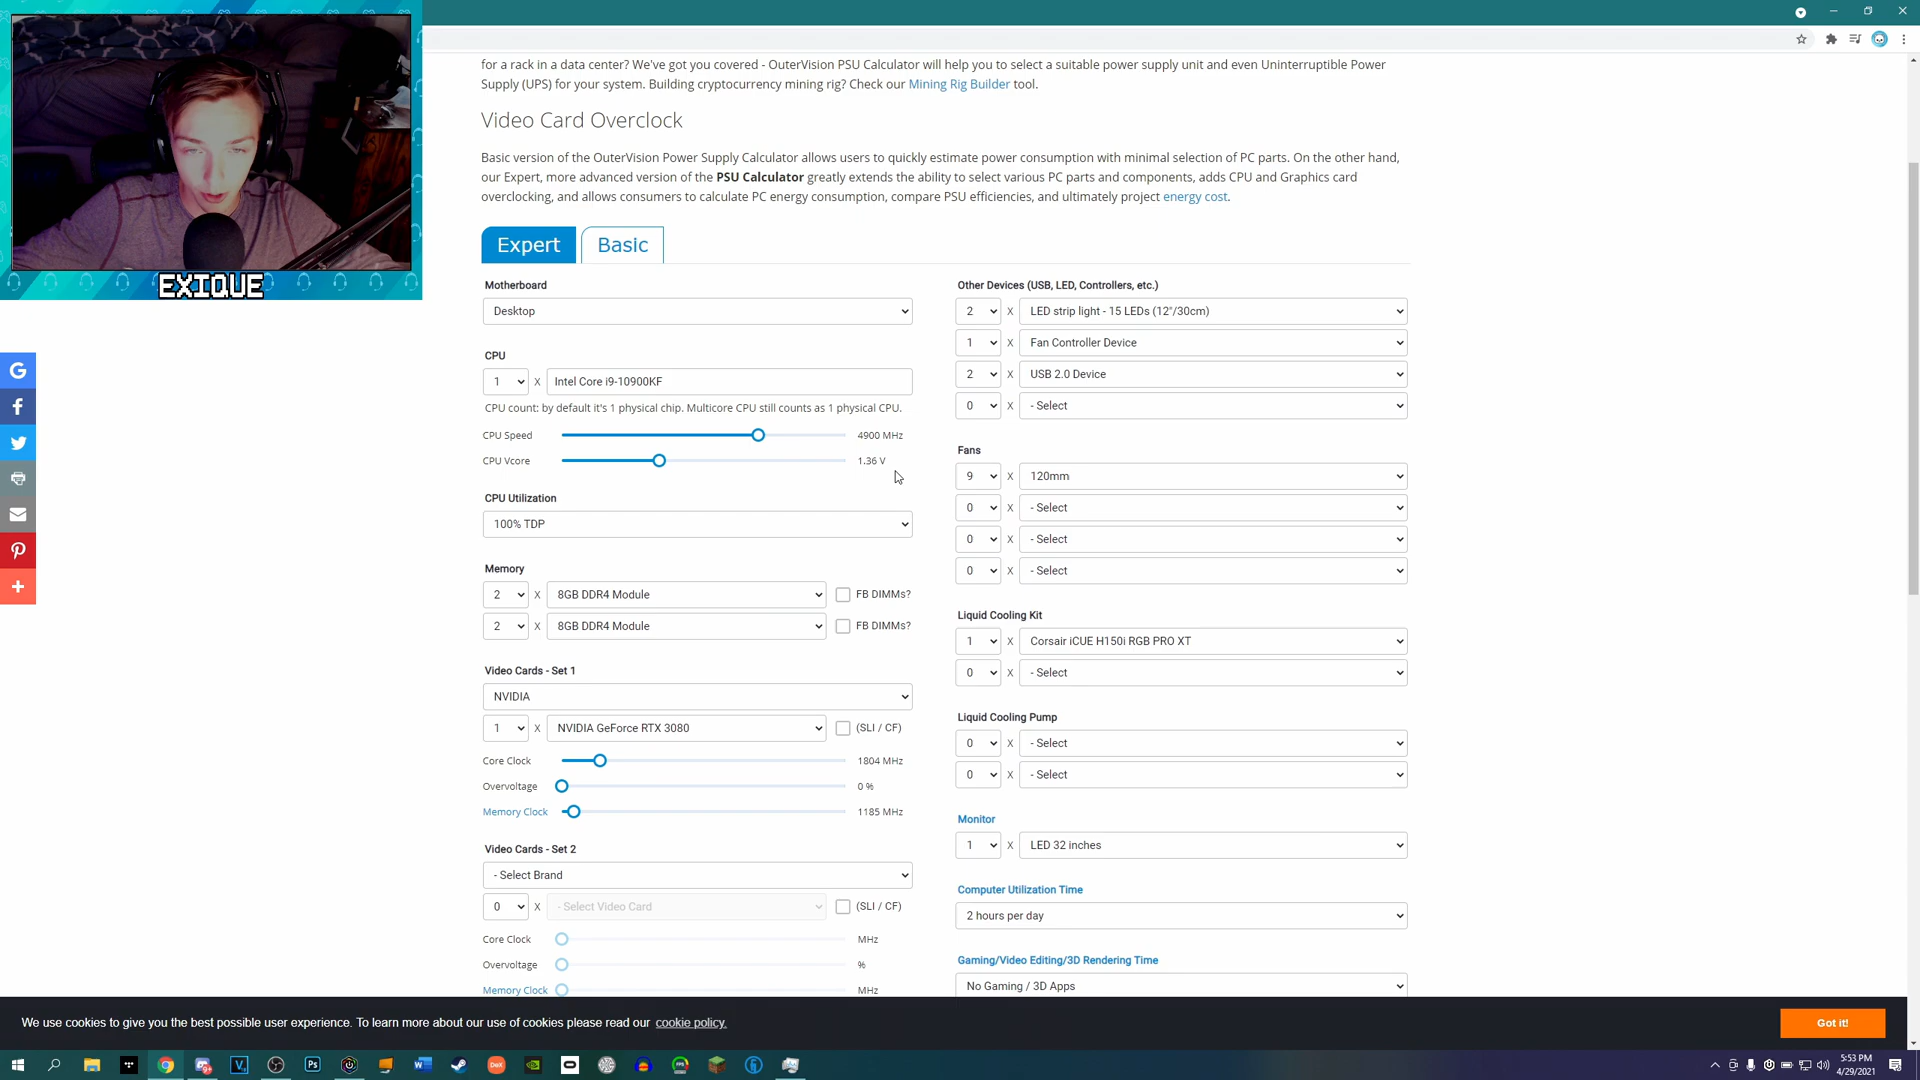 for a rack in a data center? We've got you covered - OuterVision PSU Calculator will help you to select a suitable power supply unit and even Uninterruptible Power
Supply (UPS) for your system. Building cryptocurrency mining rig? Check our Mining Rig Builder tool.
Video Card Overclock
Basic version of the OuterVision Power Supply Calculator allows users to quickly estimate power consumption with minimal selection of PC parts. On the other hand,
our Expert, more advanced version of the PSU Calculator greatly extends the ability to select various PC parts and components, adds CPU and Graphics card
overclocking, and allows consumers to calculate PC energy consumption, compare PSU efficiencies, and ultimately project energy cost.
EXIQUE
Expert Basic
Motherboard
Desktop
CPU
1 X Intel Core i9-10900KF
CPU count: by default it's 1 physical chip. Multicore CPU still counts as 1 physical CPU.
CPU Speed 4900 MHz
CPU Vcore 1.36 V
CPU Utilization
100% TDP
Memory
2 X 8GB DDR4 Module FB DIMMs?
2 X 8GB DDR4 Module FB DIMMs?
Video Cards - Set 1
NVIDIA
1 X NVIDIA GeForce RTX 3080 (SLI / CF)
Core Clock 1804 MHz
Overvoltage 0 %
Memory Clock 1185 MHz
Video Cards - Set 2
- Select Brand
0 X - Select Video Card (SLI / CF)
Core Clock MHz
Overvoltage %
Memory Clock MHz
Other Devices (USB, LED, Controllers, etc.)
2 X LED strip light - 15 LEDs (12"/30cm)
1 X Fan Controller Device
2 X USB 2.0 Device
0 X - Select
Fans
9 X 120mm
0 X - Select
0 X - Select
0 X - Select
Liquid Cooling Kit
1 X Corsair iCUE H150i RGB PRO XT
0 X - Select
Liquid Cooling Pump
0 X - Select
0 X - Select
Monitor
1 X LED 32 inches
Computer Utilization Time
2 hours per day
Gaming/Video Editing/3D Rendering Time
No Gaming / 3D Apps
We use cookies to give you the best possible user experience. To learn more about our use of cookies please read our cookie policy.
Got it!
5:53 PM
4/29/2021